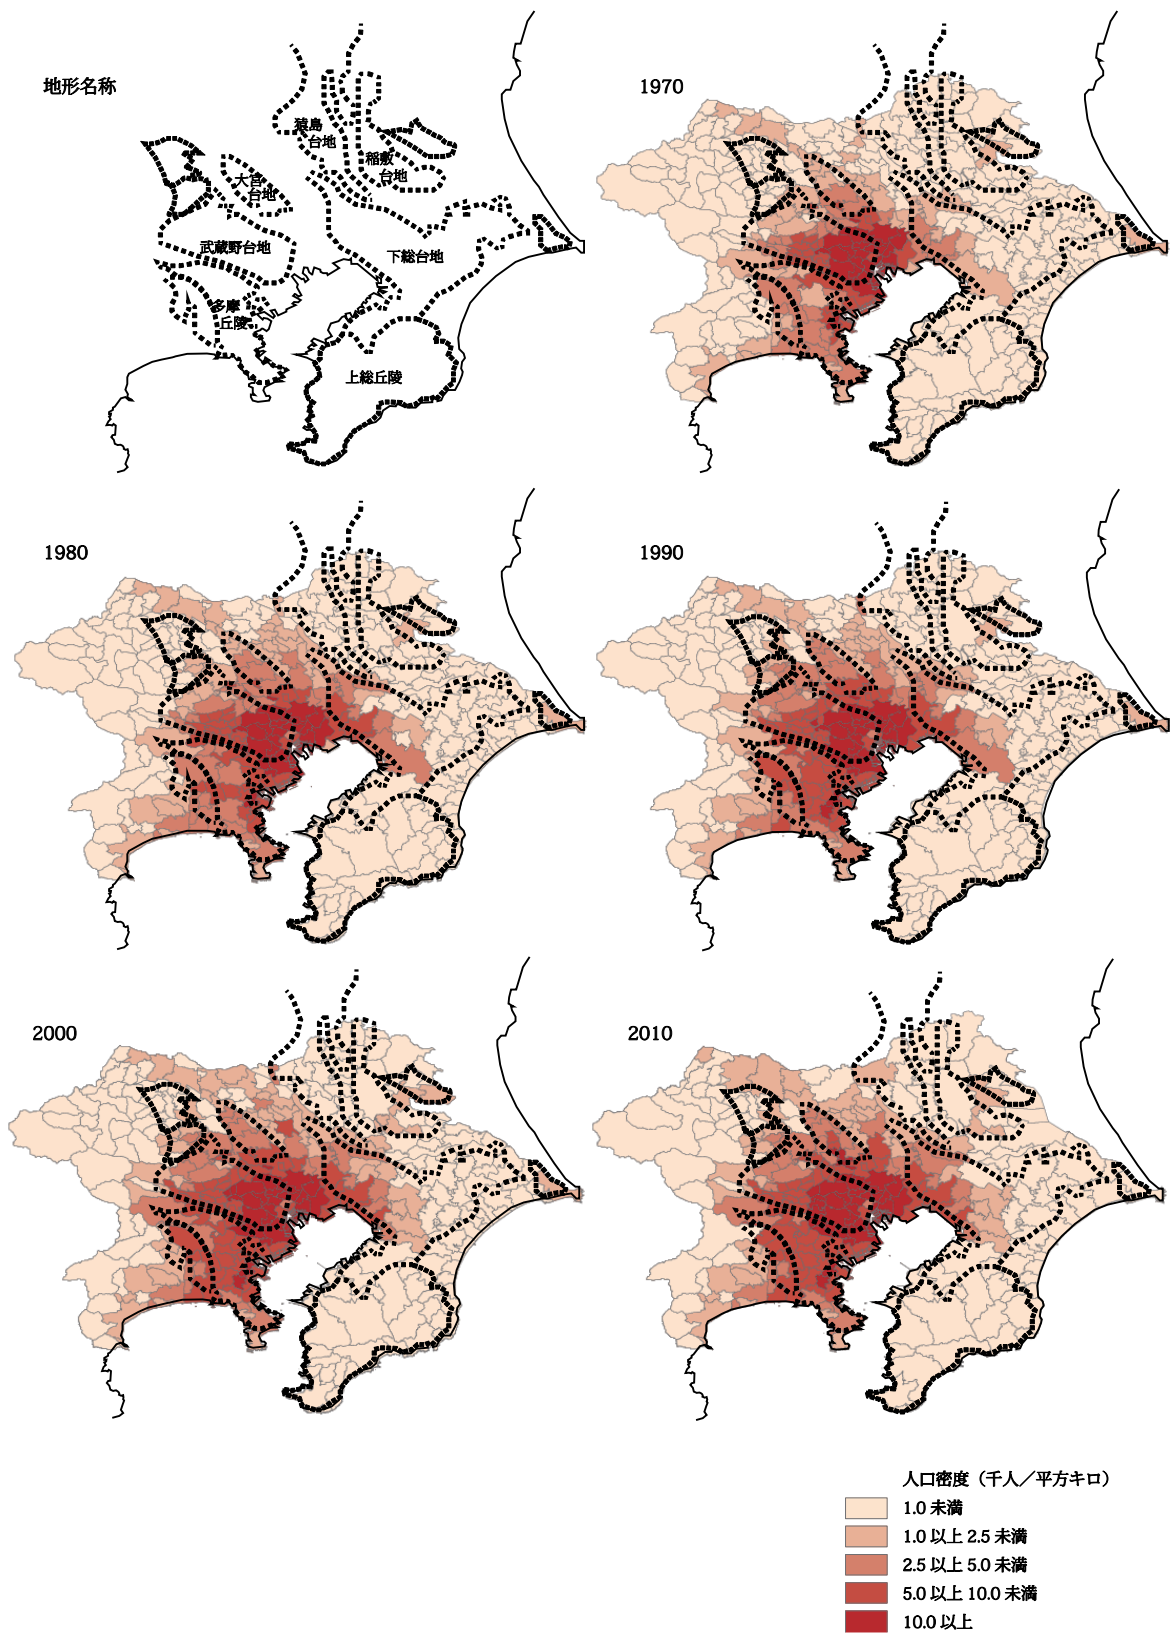 地形名称
猿島
台地
稲敷
台地
大宮
台地
武蔵野台地
下総台地
多摩
丘陵
上総丘陵
1970
1980
1990
2000
2010
人口密度（千人／平方キロ）
1.0 未満
1.0 以上 2.5 未満
2.5 以上 5.0 未満
5.0 以上 10.0 未満
10.0 以上